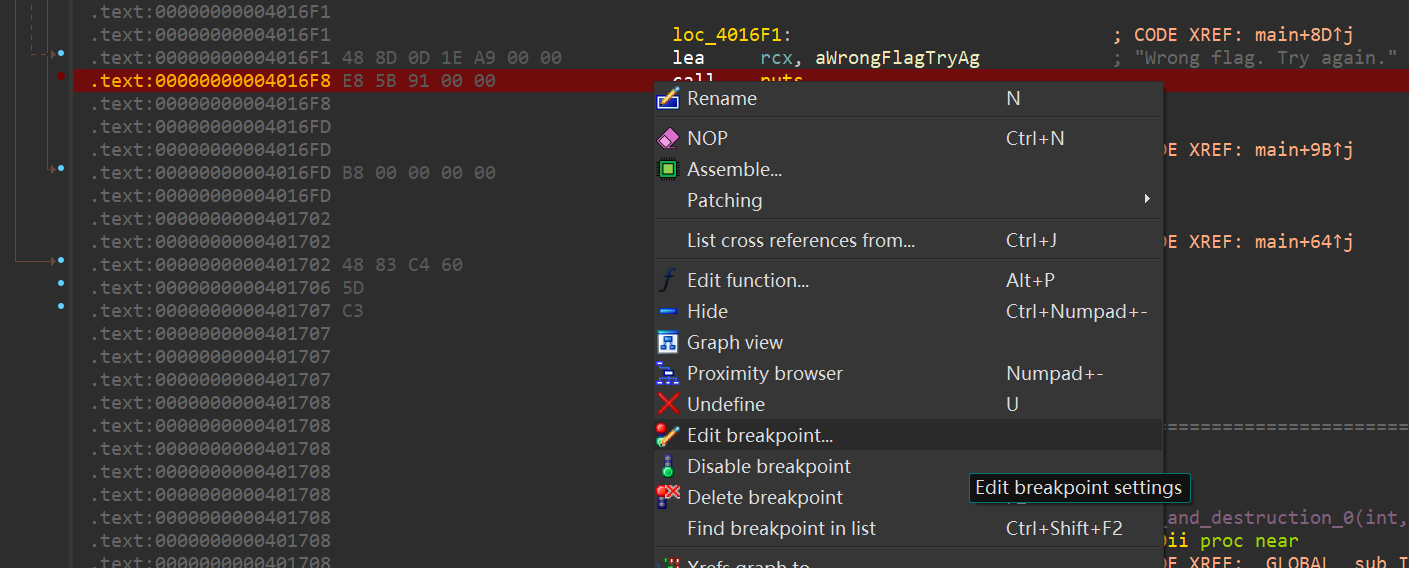 .text:00000000004016F1
.text:00000000004016F1 loc_4016F1: ; CODE XREF: main+8D↑j
.text:00000000004016F1 48 8D 0D 1E A9 00 00 lea rcx, aWrongFlagTryAg ; "Wrong flag. Try again."
.text:00000000004016F8 E8 5B 91 00 00 call puts
.text:00000000004016F8
.text:00000000004016FD
.text:00000000004016FD DE XREF: main+9B↑j
.text:00000000004016FD B8 00 00 00 00
.text:00000000004016FD
.text:0000000000401702
.text:0000000000401702 DE XREF: main+64↑j
.text:0000000000401702 48 83 C4 60
.text:0000000000401706 5D
.text:0000000000401707 C3
.text:0000000000401707
.text:0000000000401707
.text:0000000000401707
.text:0000000000401708
.text:0000000000401708
.text:0000000000401708
.text:0000000000401708
.text:0000000000401708
.text:0000000000401708 _and_destruction_0(int,
.text:0000000000401708 ii proc near
.text:0000000000401708 DE XREF: _GLOBAL__sub_I
Rename N
NOP Ctrl+N
Assemble...
Patching
List cross references from... Ctrl+J
Edit function... Alt+P
Hide Ctrl+Numpad+-
Graph view
Proximity browser Numpad+-
Undefine U
Edit breakpoint...
Disable breakpoint
Delete breakpoint
Find breakpoint in list Ctrl+Shift+F2
Xrefs graph to
Edit breakpoint settings